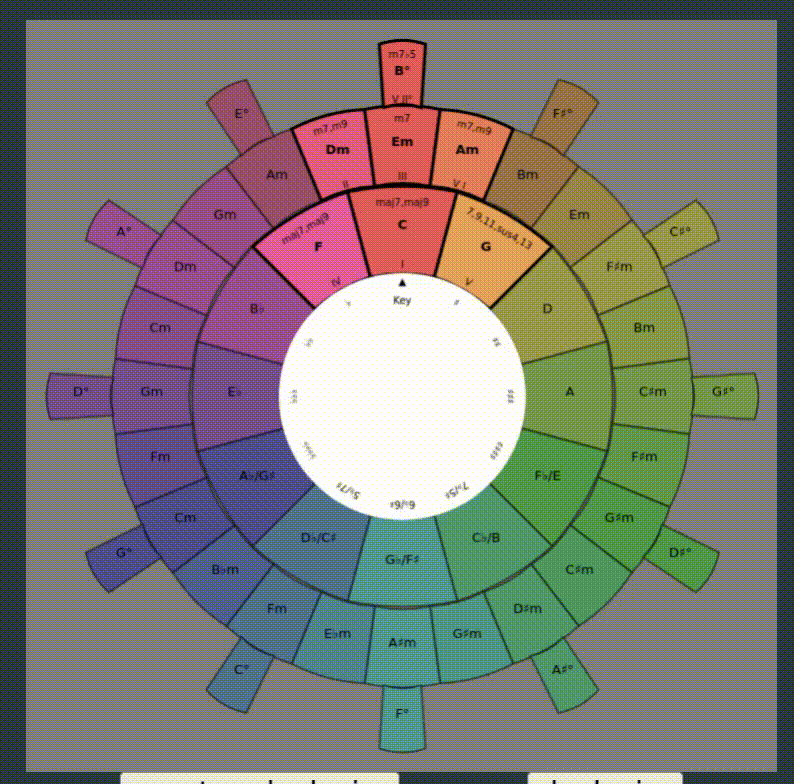 m7♭5
B°
VII°
E°
F♯°
m7,m9
Dm
II
m7
Em
III
m7,m9
Am
VI
Am
Bm
Gm
Em
maj7,maj9
F
IV
maj7,maj9
C
I
7,9,11,sus4,13
G
V
A°
C♯°
Dm
F♯m
B♭
D
Key
♭
♯
♭♭
♯♯
Cm
Bm
D°
Gm
E♭
♭♭♭
♯♯♯
A
C♯m
G♯°
Fm
F♯m
A♭/G♯
♭♭♭♭
♯♯♯♯
F♭/E
5♭/7♯
6♭/6♯
7♭/5♯
Cm
G♯m
D♭/C♯
G♭/F♯
C♭/B
G°
D♯°
B♭m
C♯m
Fm
D♯m
E♭m
A♯m
G♯m
C°
A♯°
F°